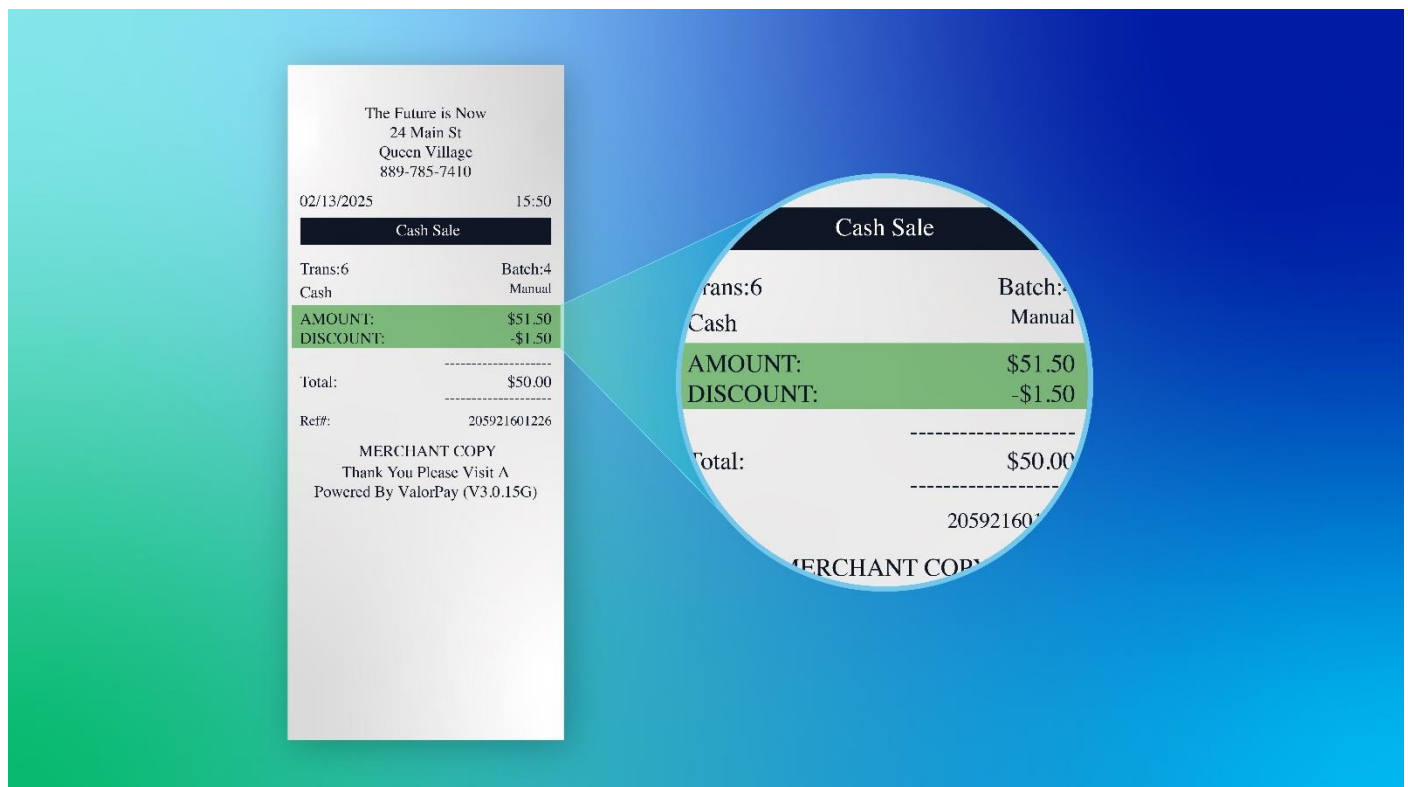 The Future is Now
24 Main St
Queen Village
889-785-7410
02/13/2025 15:50
Cash Sale
Trans:6 Batch:4
Cash Manual
AMOUNT: $51.50
DISCOUNT: -$1.50
-------------------
Total: $50.00
-------------------
Ref#: 205921601226
MERCHANT COPY
Thank You Please Visit A
Powered By ValorPay (V3.0.15G)
Cash Sale
rans:6 Batch:4
Cash Manual
AMOUNT: $51.50
DISCOUNT: -$1.50
-------------------
Total: $50.00
-------------------
20592160
MERCHANT COPY